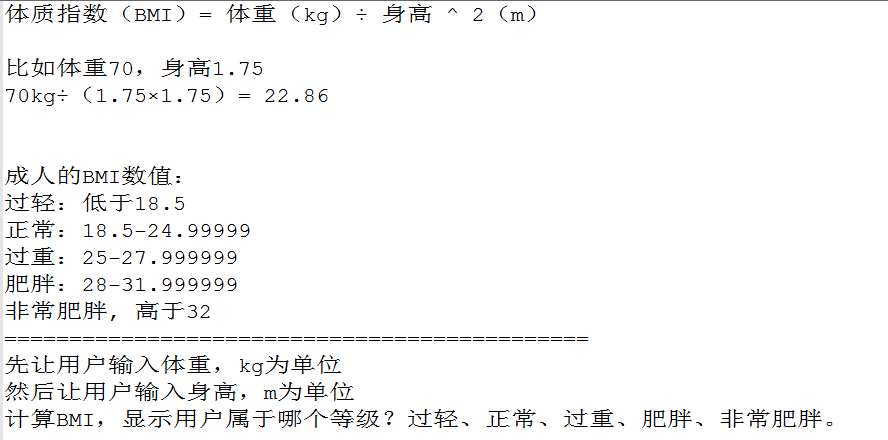 体质指数（BMI）= 体重（kg）÷ 身高 ^ 2（m）
比如体重70，身高1.75
70kg÷（1.75×1.75）= 22.86
成人的BMI数值：
过轻：低于18.5
正常：18.5-24.99999
过重：25-27.999999
肥胖：28-31.999999
非常肥胖, 高于32
=============================================
先让用户输入体重，kg为单位
然后让用户输入身高，m为单位
计算BMI，显示用户属于哪个等级？过轻、正常、过重、肥胖、非常肥胖。